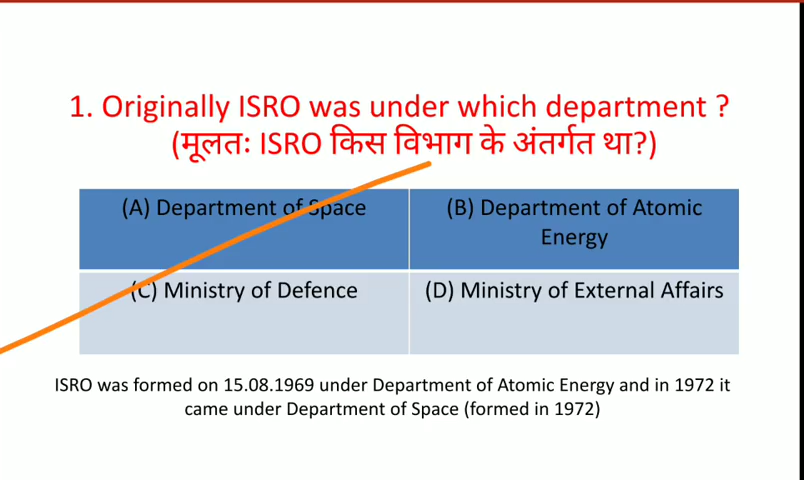 1. Originally ISRO was under which department ?
(मूलतः ISRO किस विभाग के अंतर्गत था?)
(A) Department of Space
(B) Department of Atomic
Energy
(C) Ministry of Defence
(D) Ministry of External Affairs
ISRO was formed on 15.08.1969 under Department of Atomic Energy and in 1972 it
came under Department of Space (formed in 1972)